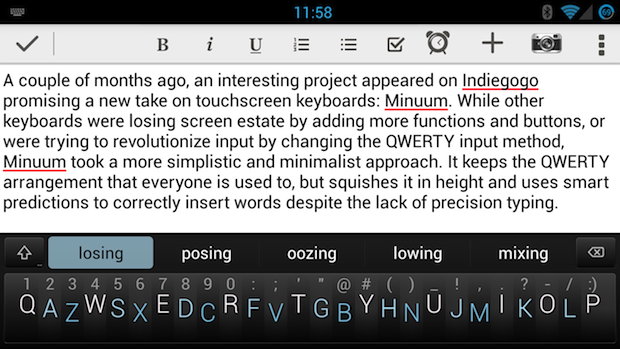 11:58
69
B i U
A couple of months ago, an interesting project appeared on Indiegogo
promising a new take on touchscreen keyboards: Minuum. While other
keyboards were losing screen estate by adding more functions and buttons, or
were trying to revolutionize input by changing the QWERTY input method,
Minuum took a more simplistic and minimalist approach. It keeps the QWERTY
arrangement that everyone is used to, but squishes it in height and uses smart
predictions to correctly insert words despite the lack of precision typing.
losing posing oozing lowing mixing
1 2 3 4 5 6 7 8 9 0 : ; ' " @ # ( ) _ ! , . ? - / :)
Q A Z W S X E D C R F V T G B Y H N U J M I K O L P